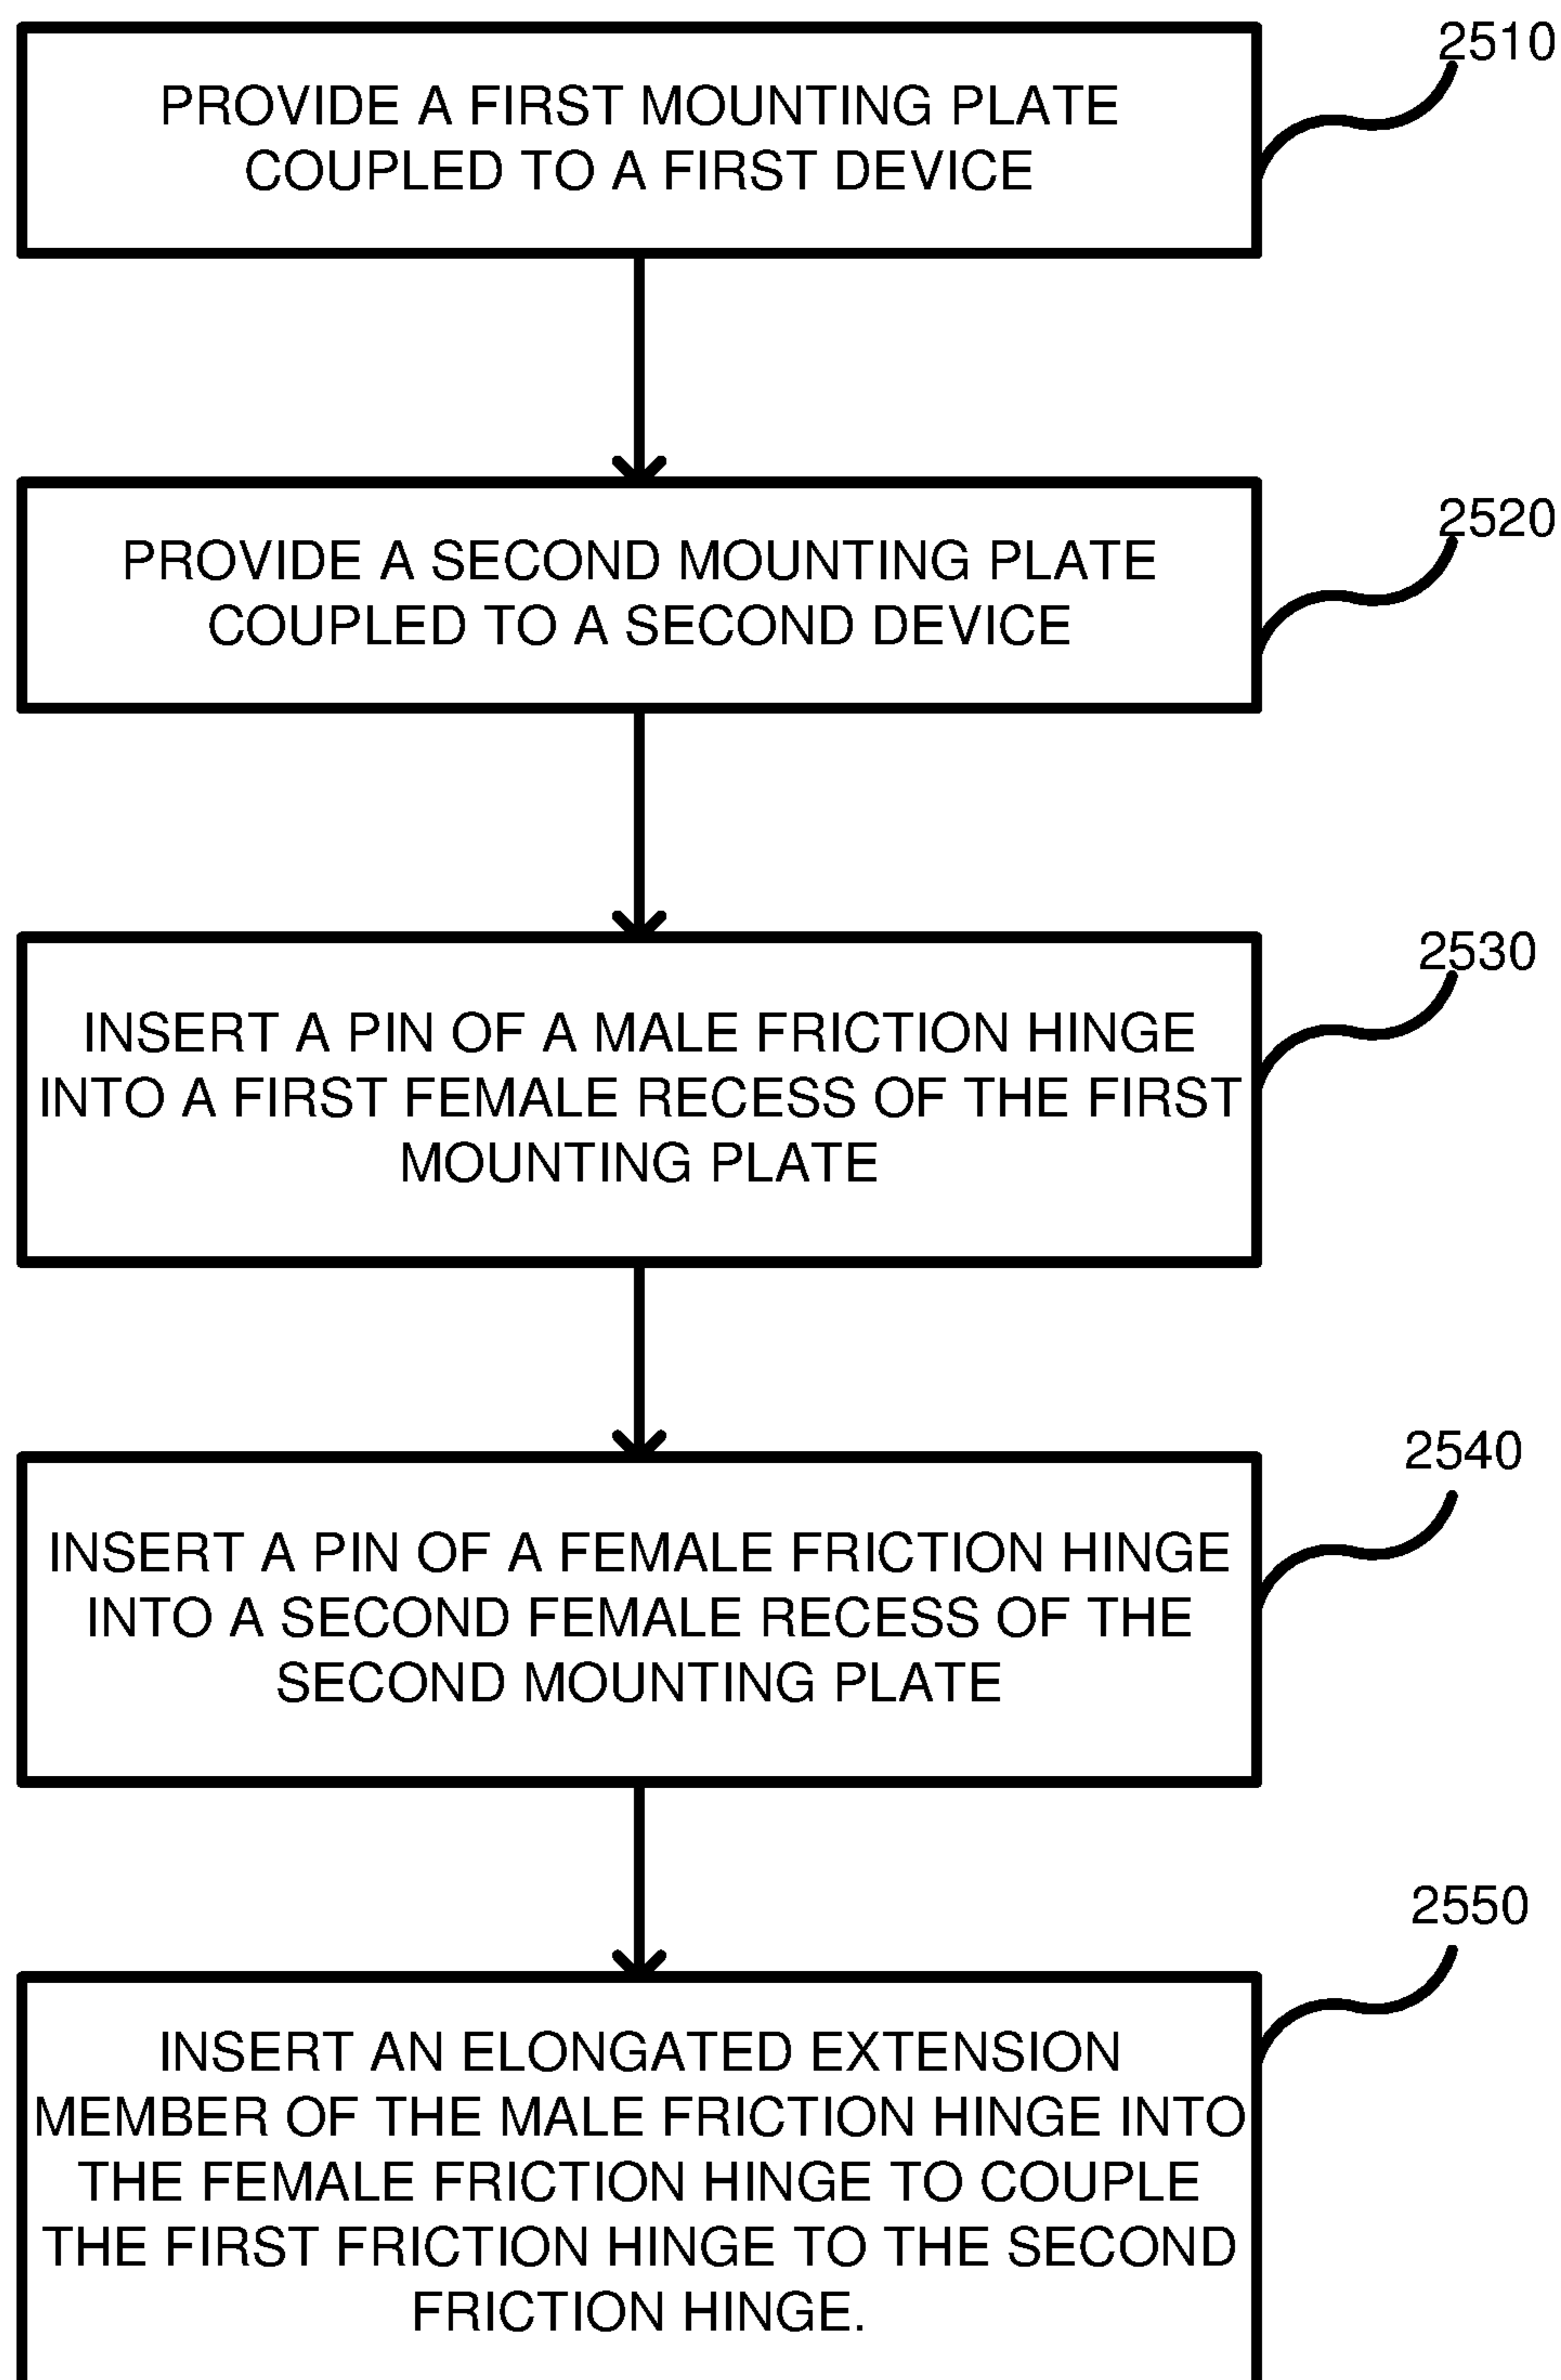 2510
PROVIDE A FIRST MOUNTING PLATE
COUPLED TO A FIRST DEVICE
2520
PROVIDE A SECOND MOUNTING PLATE
COUPLED TO A SECOND DEVICE
2530
INSERT A PIN OF A MALE FRICTION HINGE
INTO A FIRST FEMALE RECESS OF THE FIRST
MOUNTING PLATE
2540
INSERT A PIN OF A FEMALE FRICTION HINGE
INTO A SECOND FEMALE RECESS OF THE
SECOND MOUNTING PLATE
2550
INSERT AN ELONGATED EXTENSION
MEMBER OF THE MALE FRICTION HINGE INTO
THE FEMALE FRICTION HINGE TO COUPLE
THE FIRST FRICTION HINGE TO THE SECOND
FRICTION HINGE.